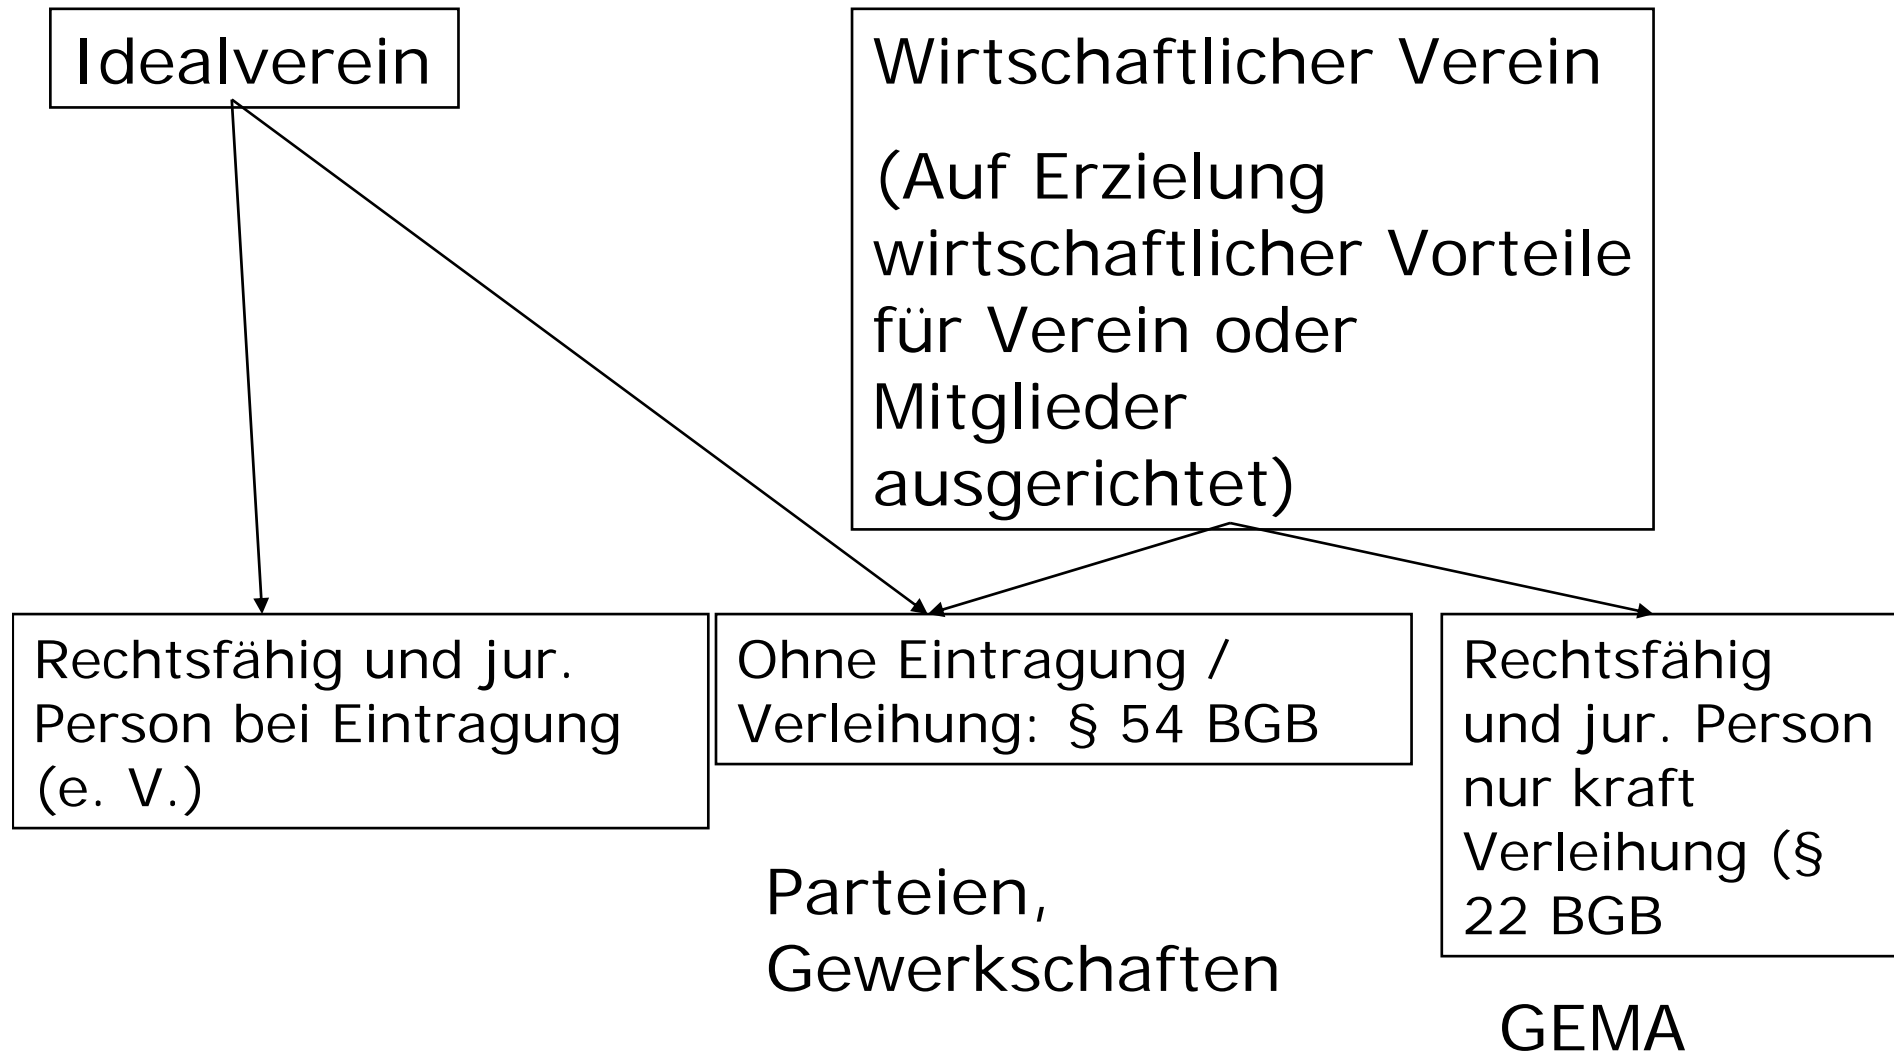 Idealverein
Wirtschaftlicher Verein
(Auf Erzielung
wirtschaftlicher Vorteile
für Verein oder
Mitglieder
ausgerichtet)
Rechtsfähig und jur.
Person bei Eintragung
(e. V.)
Ohne Eintragung /
Verleihung: § 54 BGB
Rechtsfähig
und jur. Person
nur kraft
Verleihung (§
22 BGB
Parteien,
Gewerkschaften
GEMA